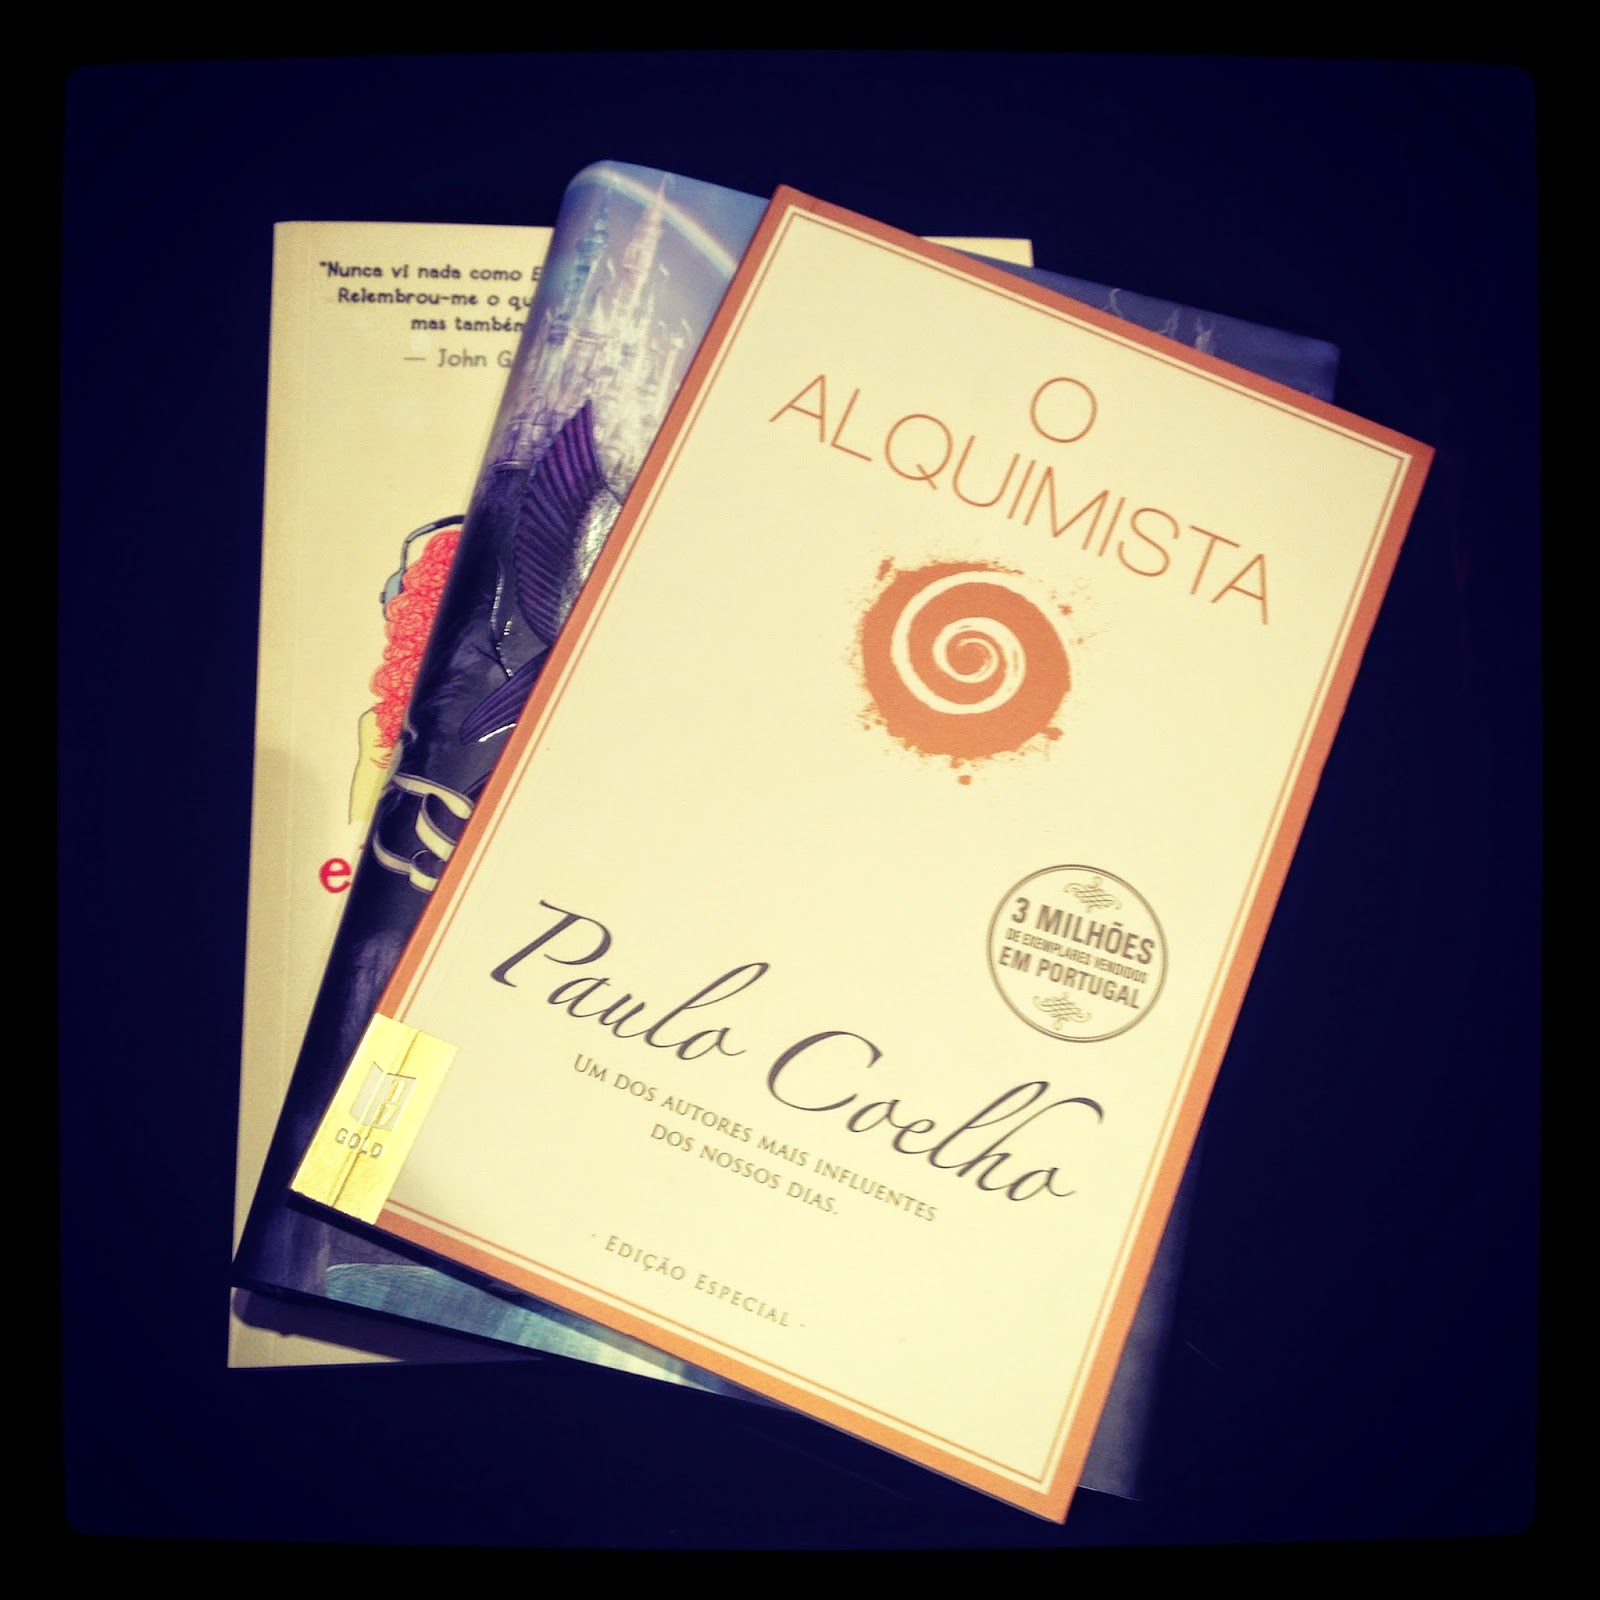 "Nunca vi nada como E
Relembrou-me o qu
mas também
— John G
e
O
ALQUIMISTA
3 MILHÕES
DE EXEMPLARES VENDIDOS
EM PORTUGAL
Paulo Coelho
UM DOS AUTORES MAIS INFLUENTES
DOS NOSSOS DIAS.
· EDIÇÃO ESPECIAL ·
GOLD